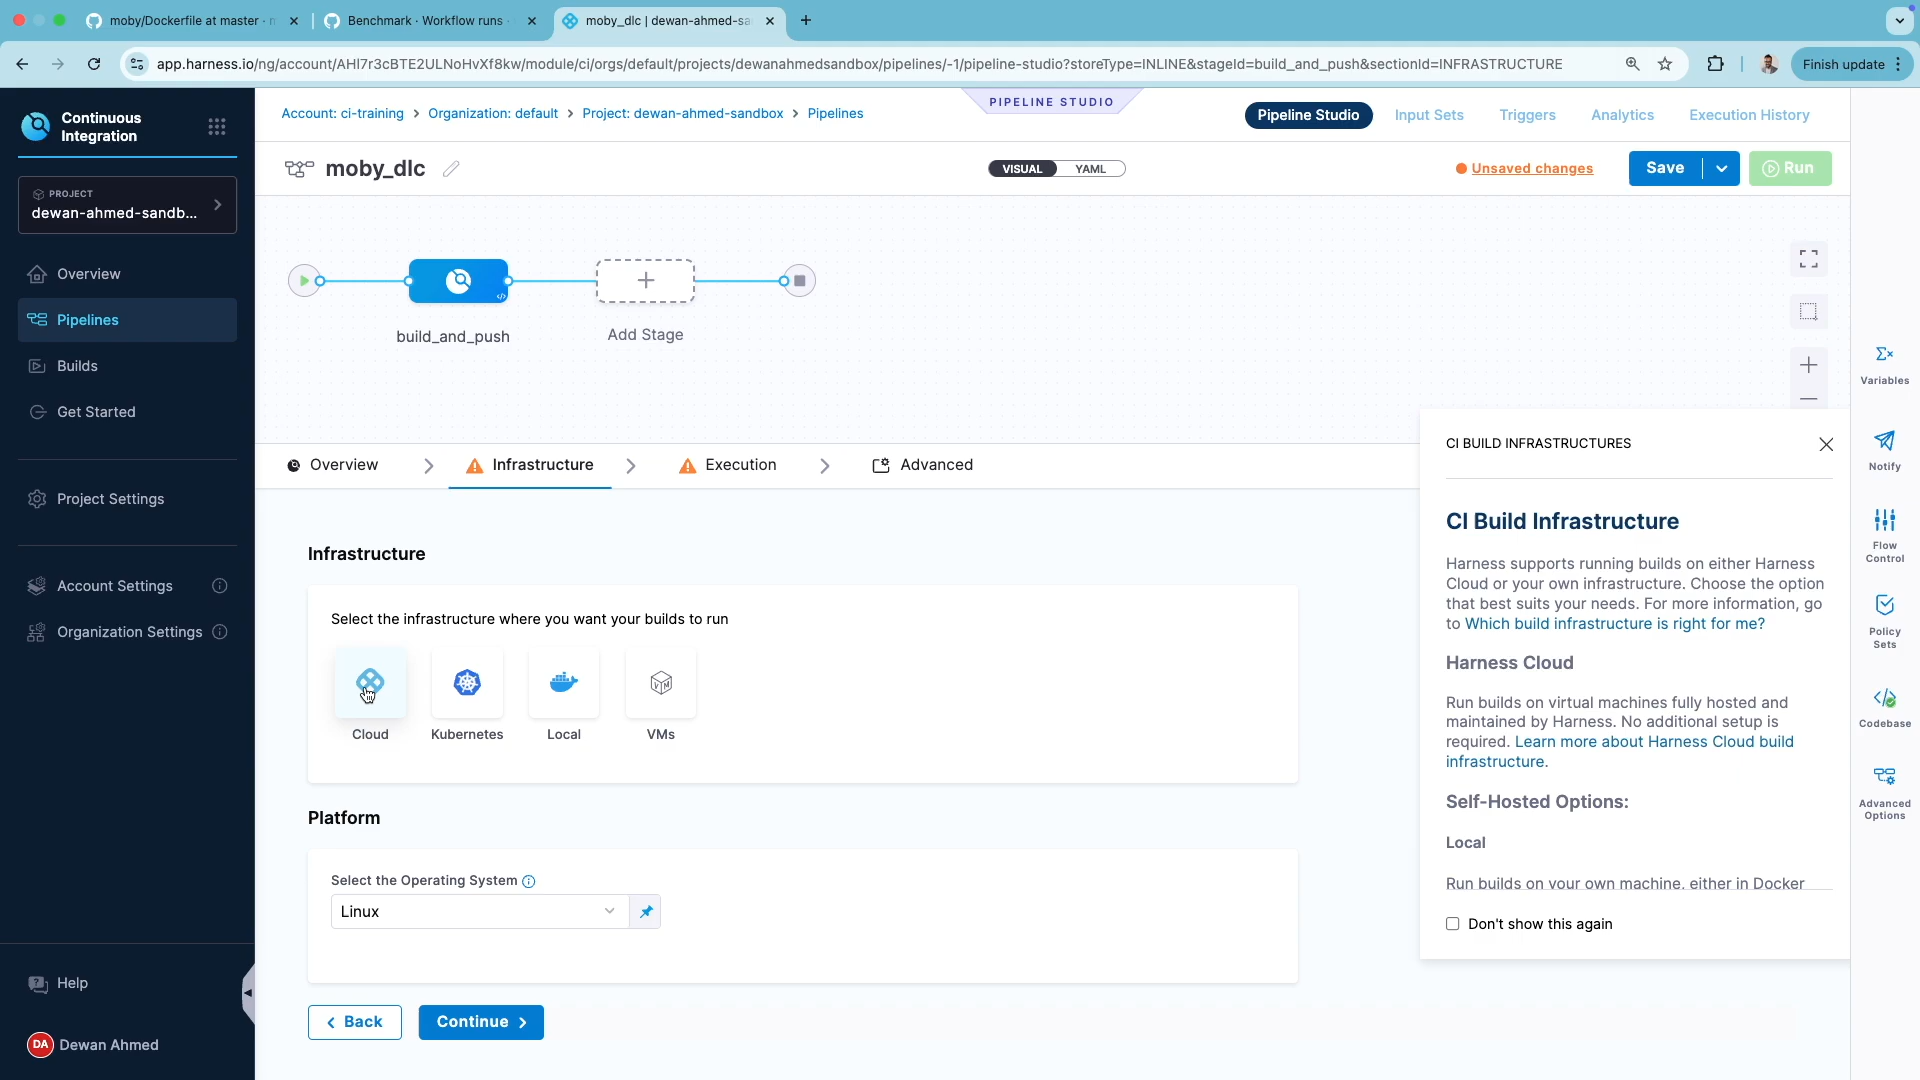 moby/Dockerfile at master ·
Benchmark · Workflow runs ·
moby_dlc | dewan-ahmed-sa
app.harness.io/ng/account/AHI7r3cBTE2ULNoHvXf8kw/module/ci/orgs/default/projects/dewanahmedsandbox/pipelines/-1/pipeline-studio?storeType=INLINE&stageId=build_and_push&sectionId=INFRASTRUCTURE
Finish update
Continuous
Integration
PROJECT
dewan-ahmed-sandb...
Overview
Pipelines
Builds
Get Started
Project Settings
Account Settings
Organization Settings
Help
DA
Dewan Ahmed
Account: ci-training > Organization: default > Project: dewan-ahmed-sandbox > Pipelines
PIPELINE STUDIO
Pipeline Studio
Input Sets
Triggers
Analytics
Execution History
moby_dlc
VISUAL
YAML
Unsaved changes
Save
Run
build_and_push
Add Stage
Overview
Infrastructure
Execution
Advanced
Infrastructure
Select the infrastructure where you want your builds to run
VM
Cloud
Kubernetes
Local
VMs
Platform
Select the Operating System
Linux
Back
Continue
CI BUILD INFRASTRUCTURES
CI Build Infrastructure
Harness supports running builds on either Harness
Cloud or your own infrastructure. Choose the option
that best suits your needs. For more information, go
to Which build infrastructure is right for me?
Harness Cloud
Run builds on virtual machines fully hosted and
maintained by Harness. No additional setup is
required. Learn more about Harness Cloud build
infrastructure.
Self-Hosted Options:
Local
Run builds on your own machine, either in Docker
Don't show this again
Variables
Notify
Flow
Control
Policy
Sets
Codebase
Advanced
Options